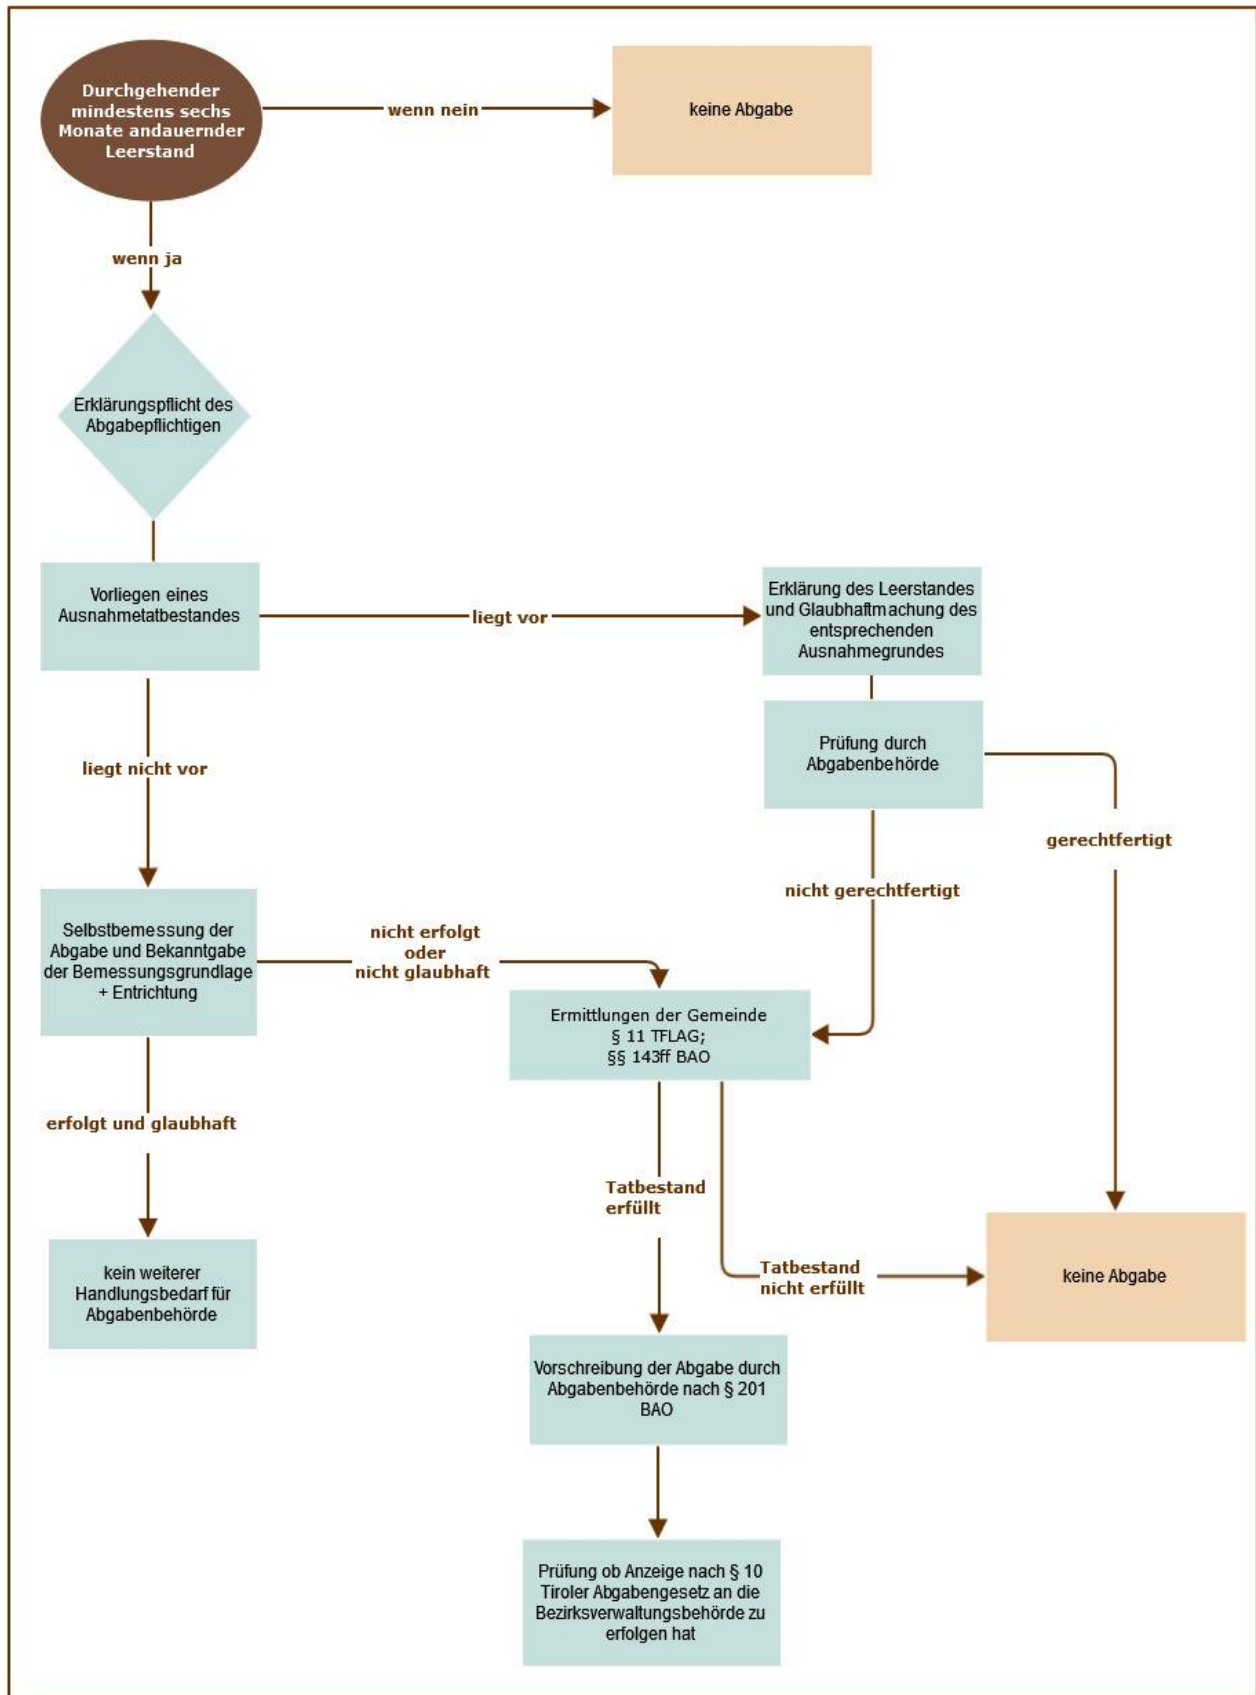 Durchgehender
mindestens sechs
Monate andauernder
Leerstand
wenn nein
keine Abgabe
wenn ja
Erklärungspflicht des
Abgabepflichtigen
Vorliegen eines
Ausnahmetatbestandes
liegt vor
Erklärung des Leerstandes
und Glaubhaftmachung des
entsprechenden
Ausnahmegrundes
Prüfung durch
Abgabenbehörde
liegt nicht vor
gerechtfertigt
nicht gerechtfertigt
Selbstbemessung der
Abgabe und Bekanntgabe
der Bemessungsgrundlage
+ Entrichtung
nicht erfolgt
oder
nicht glaubhaft
Ermittlungen der Gemeinde
§ 11 TFLAG;
§§ 143ff BAO
erfolgt und glaubhaft
Tatbestand
erfüllt
kein weiterer
Handlungsbedarf für
Abgabenbehörde
Tatbestand
nicht erfüllt
keine Abgabe
Vorschreibung der Abgabe durch
Abgabenbehörde nach § 201
BAO
Prüfung ob Anzeige nach § 10
Tiroler Abgabengesetz an die
Bezirksverwaltungsbehörde zu
erfolgen hat